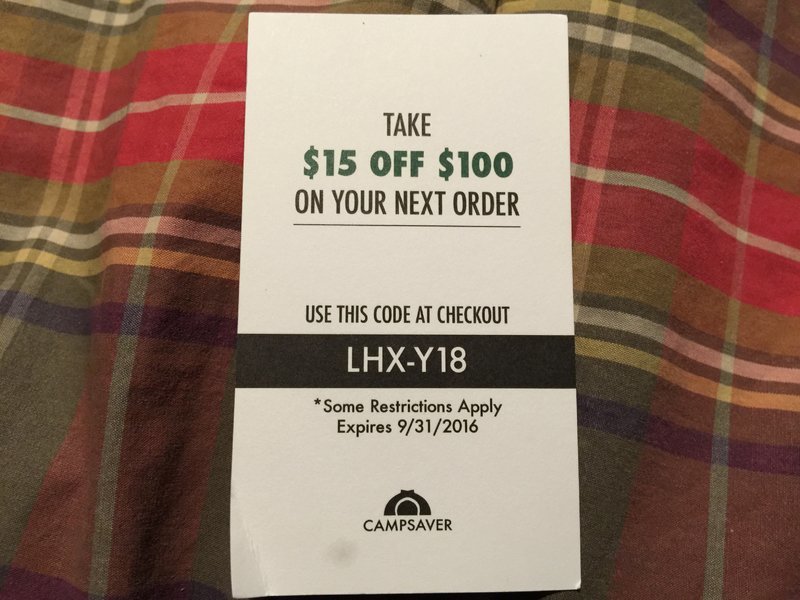 TAKE
$15 OFF $100
ON YOUR NEXT ORDER
USE THIS CODE AT CHECKOUT
LHX-Y18
*Some Restrictions Apply
Expires 9/31/2016
CAMPSAVER